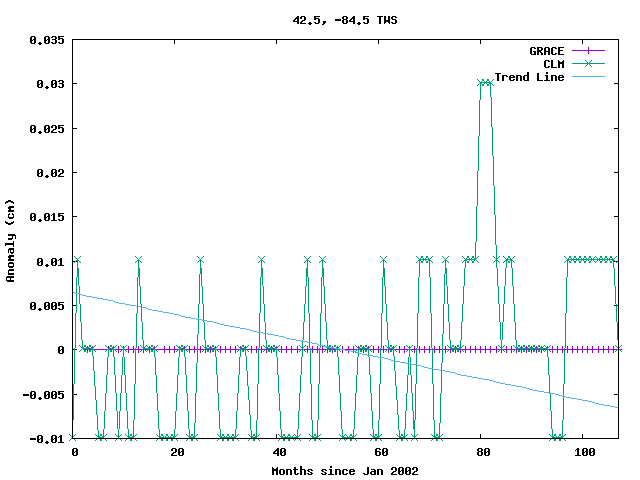 42.5, -84.5 TWS
0.035
GRACE
CLM
Trend Line
0.03
0.025
0.02
0.015
0.01
0.005
0
-0.005
-0.01
Anomaly (cm)
0 20 40 60 80 100
Months since Jan 2002